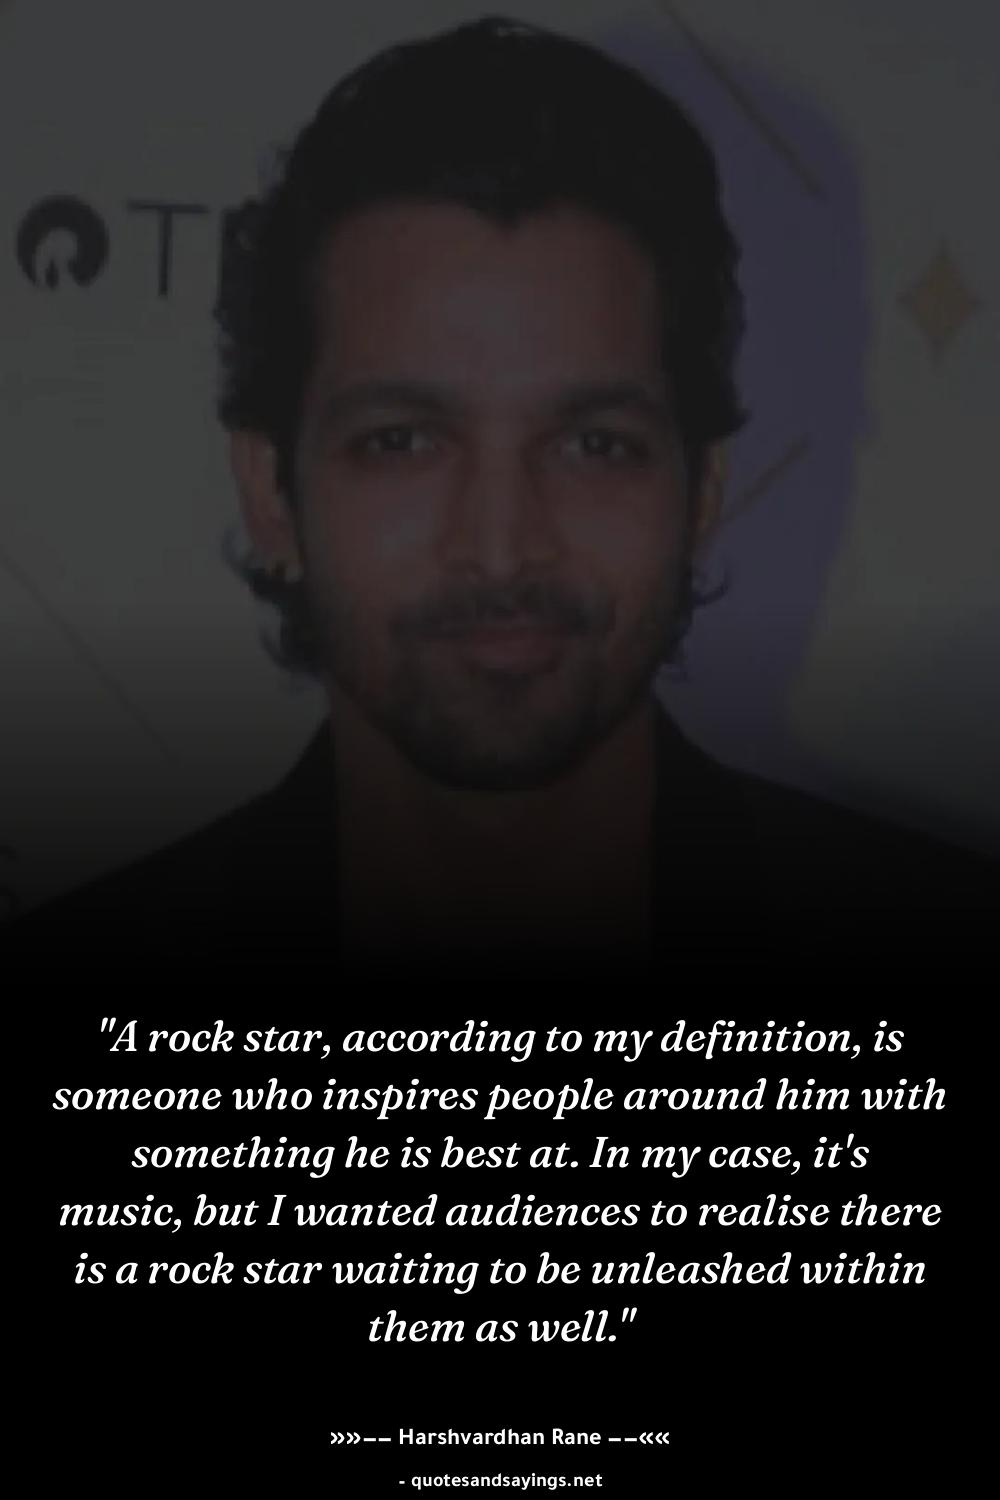 T
"A rock star, according to my definition, is
someone who inspires people around him with
something he is best at. In my case, it's
music, but I wanted audiences to realise there
is a rock star waiting to be unleashed within
them as well."
»»–– Harshvardhan Rane ––««
- quotesandsayings.net